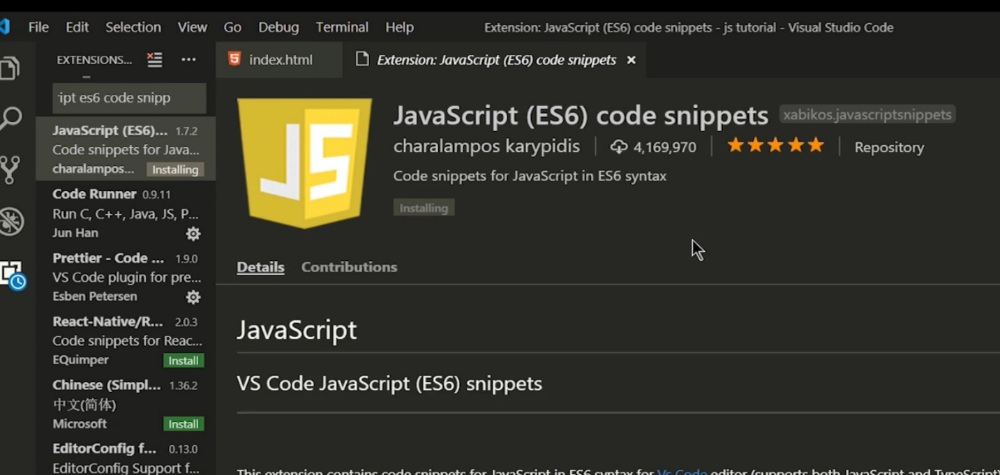 File Edit Selection View Go Debug Terminal Help Extension: JavaScript (ES6) code snippets - js tutorial - Visual Studio Code
EXTENSIONS... ...
ipt es6 code snipp
JavaScript (ES6)... 1.7.2
Code snippets for Java...
charalampos... Installing
Code Runner 0.9.11
Run C, C++, Java, JS, P...
Jun Han
Prettier - Code ... 1.9.0
VS Code plugin for pre...
Esben Petersen
React-Native/R... 2.0.3
Code snippets for Reac...
EQuimper Install
Chinese (Simpl... 1.36.2
中文(简体)
Microsoft Install
EditorConfig f... 0.13.0
EditorConfig Support f...
index.html Extension: JavaScript (ES6) code snippets
JS
JavaScript (ES6) code snippets xabikos.javascriptsnippets
charalampos karypidis 4,169,970 Repository
Code snippets for JavaScript in ES6 syntax
Installing
Details Contributions
JavaScript
VS Code JavaScript (ES6) snippets
This extension contains code snippets for JavaScript in ES6 syntax for Vs Code editor (supports both JavaScript and TypeScript)